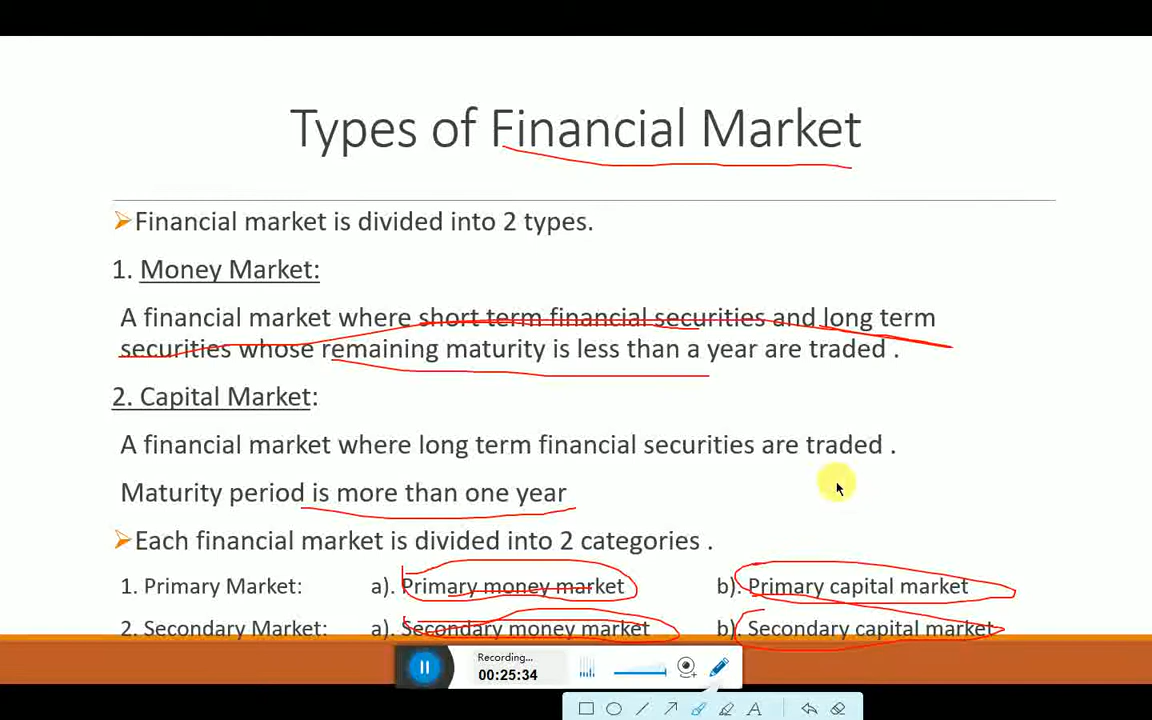 Types of Financial Market
Financial market is divided into 2 types.
1. Money Market:
A financial market where short term financial securities and long term
securities whose remaining maturity is less than a year are traded .
2. Capital Market:
A financial market where long term financial securities are traded .
Maturity period is more than one year
Each financial market is divided into 2 categories .
1. Primary Market: a). Primary money market b). Primary capital market
2. Secondary Market: a). Secondary money market b). Secondary capital market
Recording...
00:25:34
A